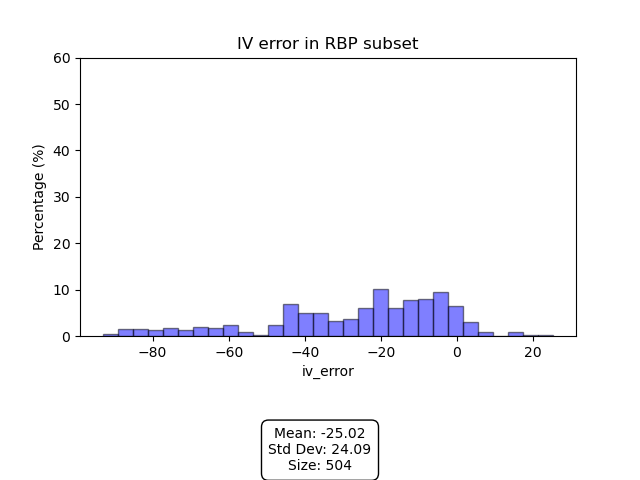 IV error in RBP subset
60
50
40
30
20
10
0
Percentage (%)
−80 −60 −40 −20 0 20
iv_error
Mean: -25.02
Std Dev: 24.09
Size: 504